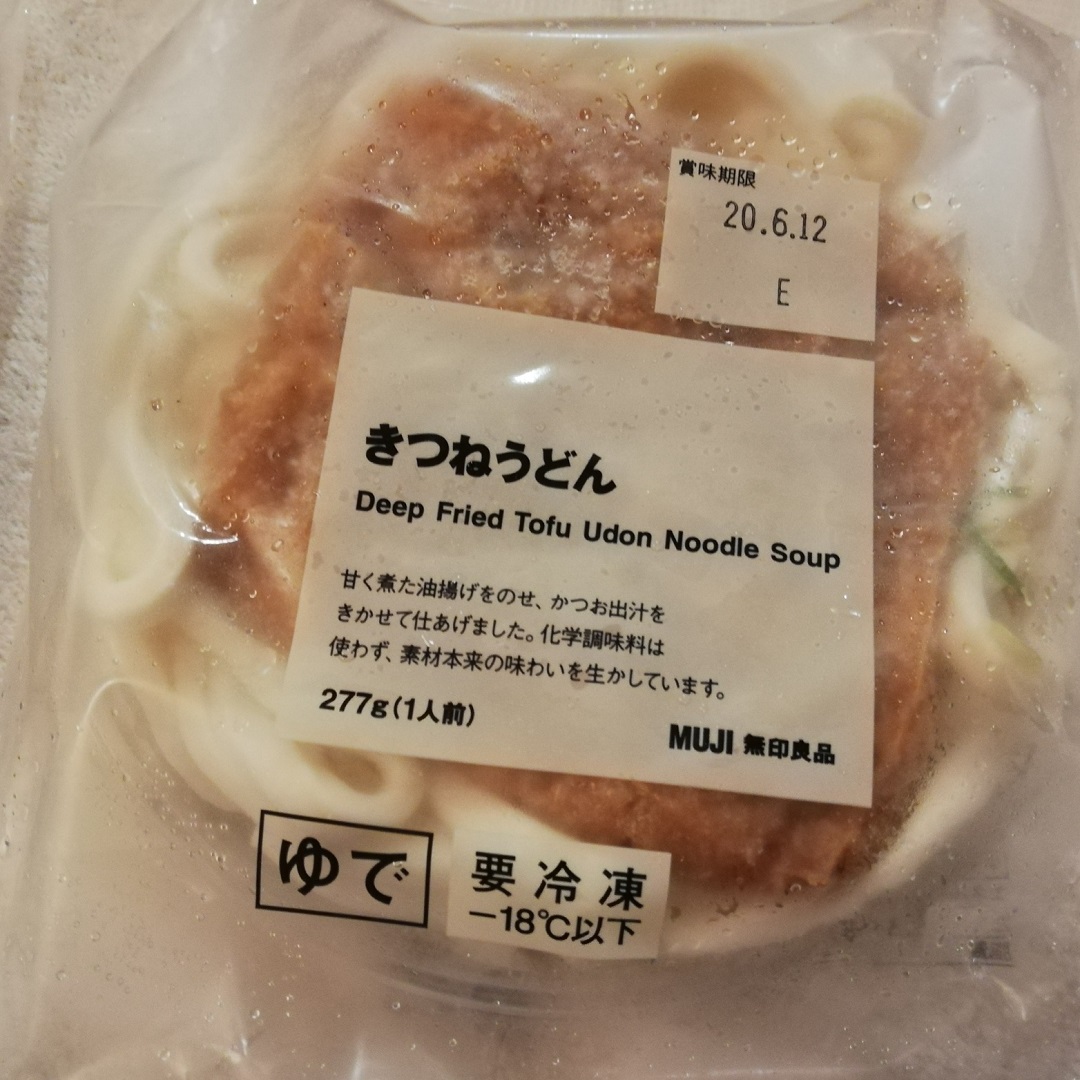 賞味期限
20.6.12
E
きつねうどん
Deep Fried Tofu Udon Noodle Soup
甘く煮た油揚げをのせ、かつお出汁を
きかせて仕あげました。化学調味料は
使わず、素材本来の味わいを生かしています。
277g(1人前)
MUJI 無印良品
ゆで
要冷凍
-18℃以下